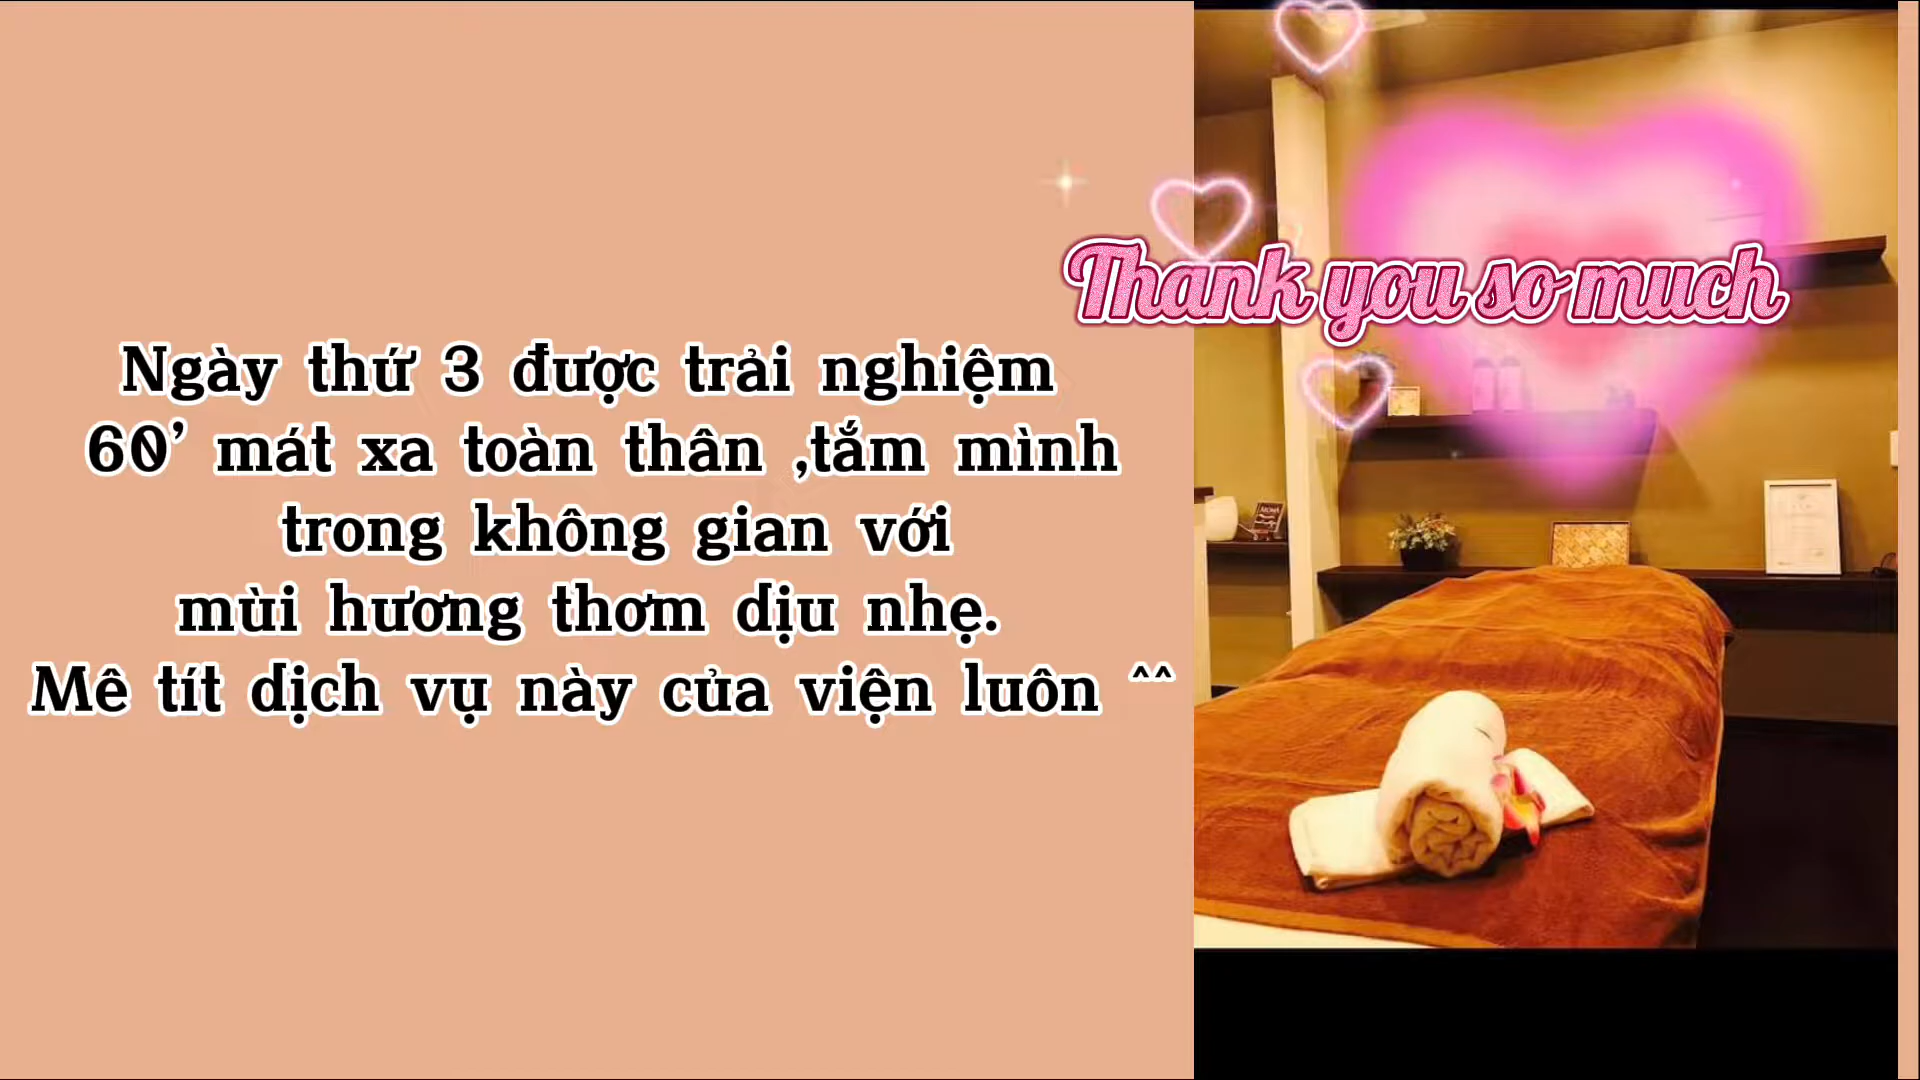 Thank you so much
Ngày thứ 3 được trải nghiệm
60’ mát xa toàn thân ,tắm mình
trong không gian với
mùi hương thơm dịu nhẹ.
Mê tít dịch vụ này của viện luôn ^^